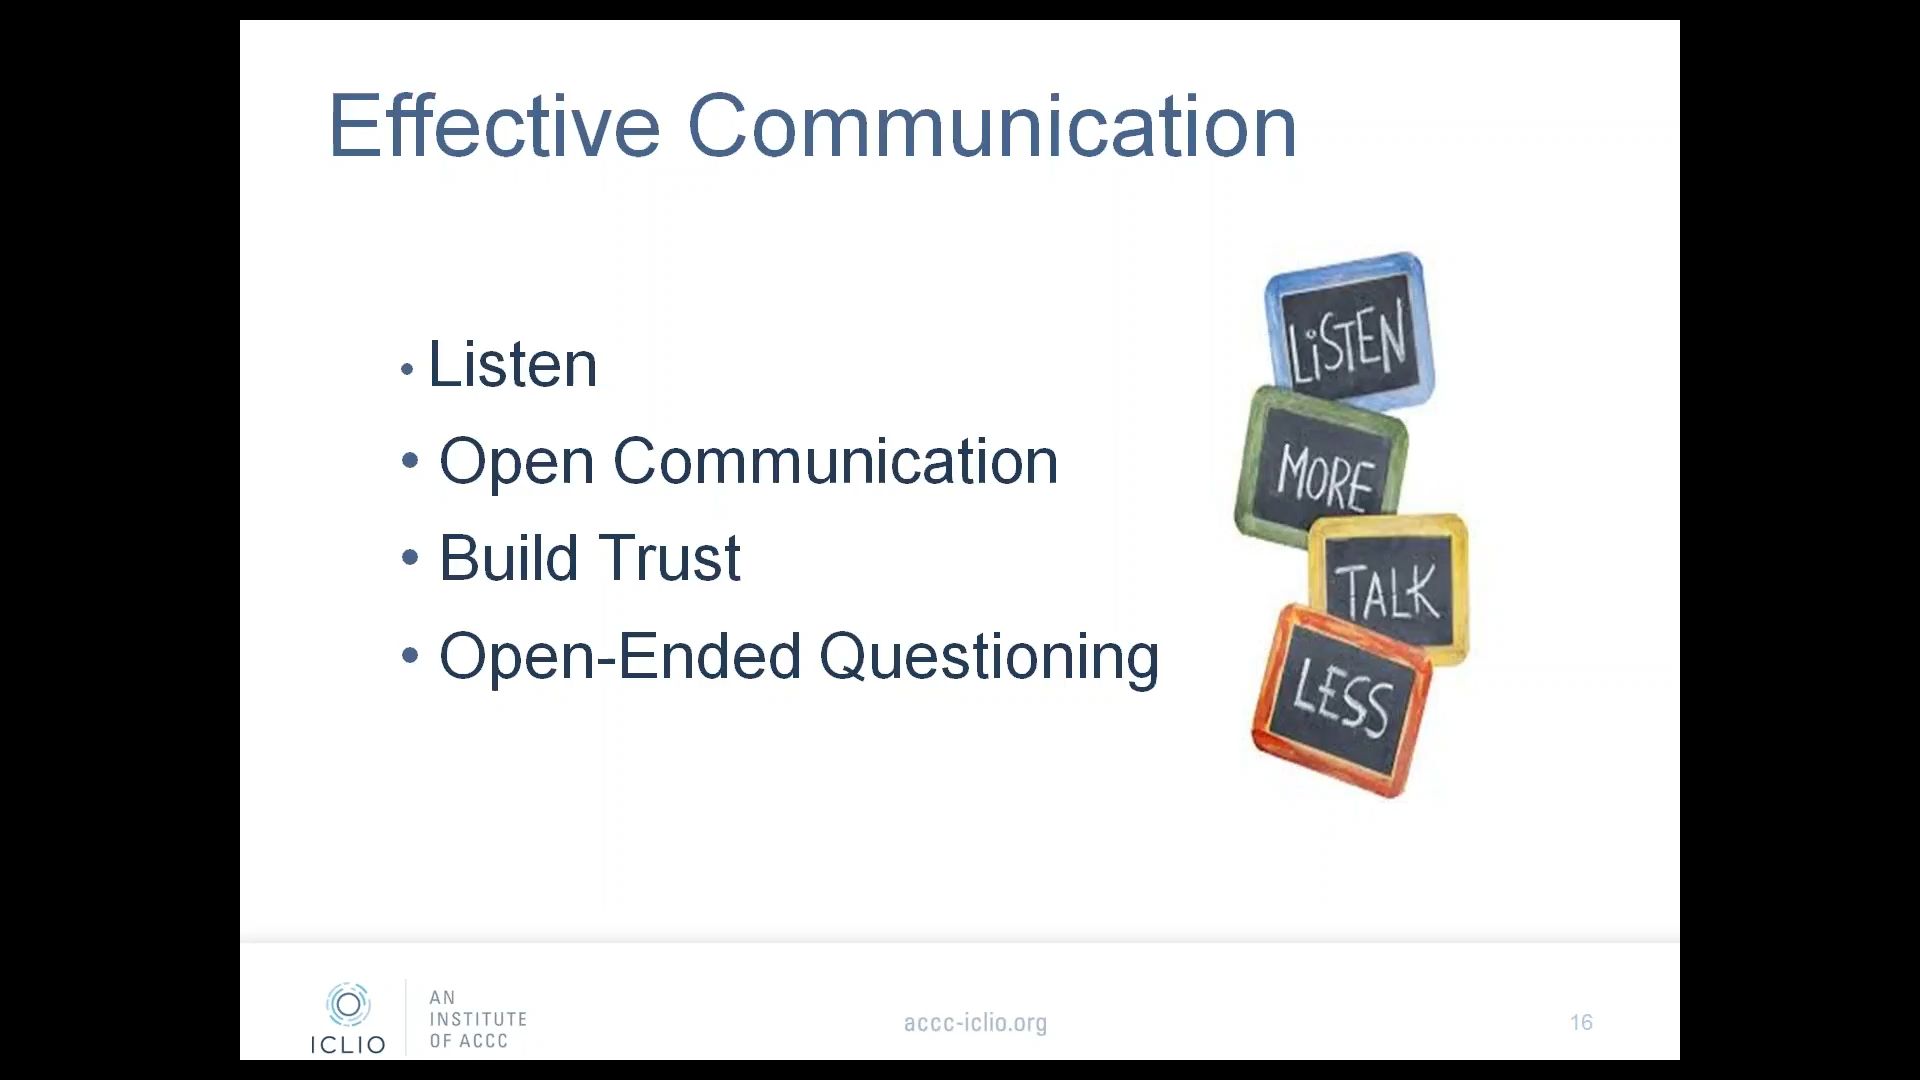 Effective Communication
• Listen
• Open Communication
• Build Trust
• Open-Ended Questioning
LiSTEN
MORE
TALK
LESS
ICLIO
AN
INSTITUTE
OF ACCC
accc-iclio.org
16